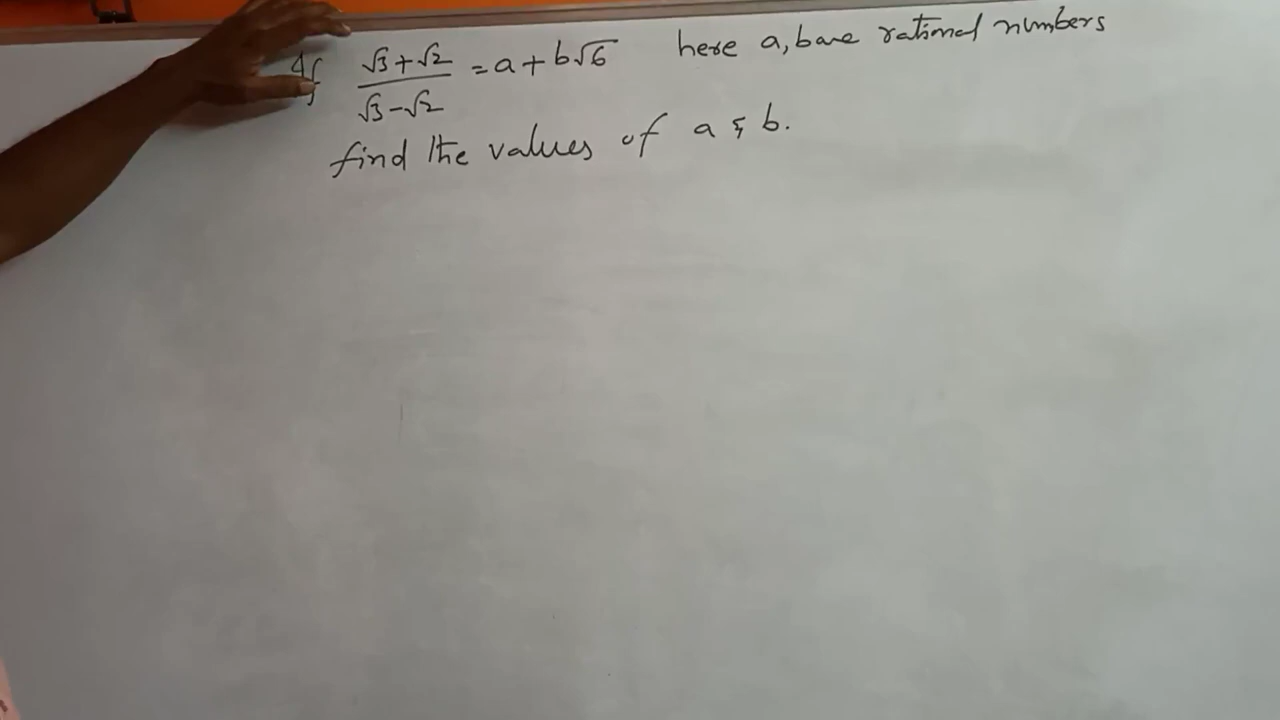 If √3+√2 / √3-√2 = a+b√6 here a, b are rational numbers
find the values of a & b.